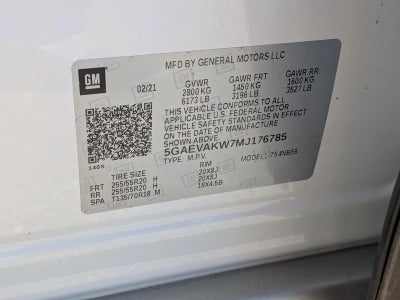 GM
MFD BY GENERAL MOTORS LLC
02/21
GVWR GAWR FRT GAWR RR
2800 KG 1450 KG 1600 KG
6173 LB 3196 LB 3527 LB
THIS VEHICLE CONFORMS TO ALL
APPLICABLE U.S. FEDERAL MOTOR
VEHICLE SAFETY STANDARDS IN EFFECT
ON THE DATE OF MANUFACTURE SHOWN ABOVE.
5GAEVAKW7MJ176785
140X
TYPE: M.P.V. MODEL: 754NB56
TIRE SIZE RIM
FRT 255/55R20 H 20X8J
RR 255/55R20 H 20X8J
SPA T135/70R18 M 18X4.5B